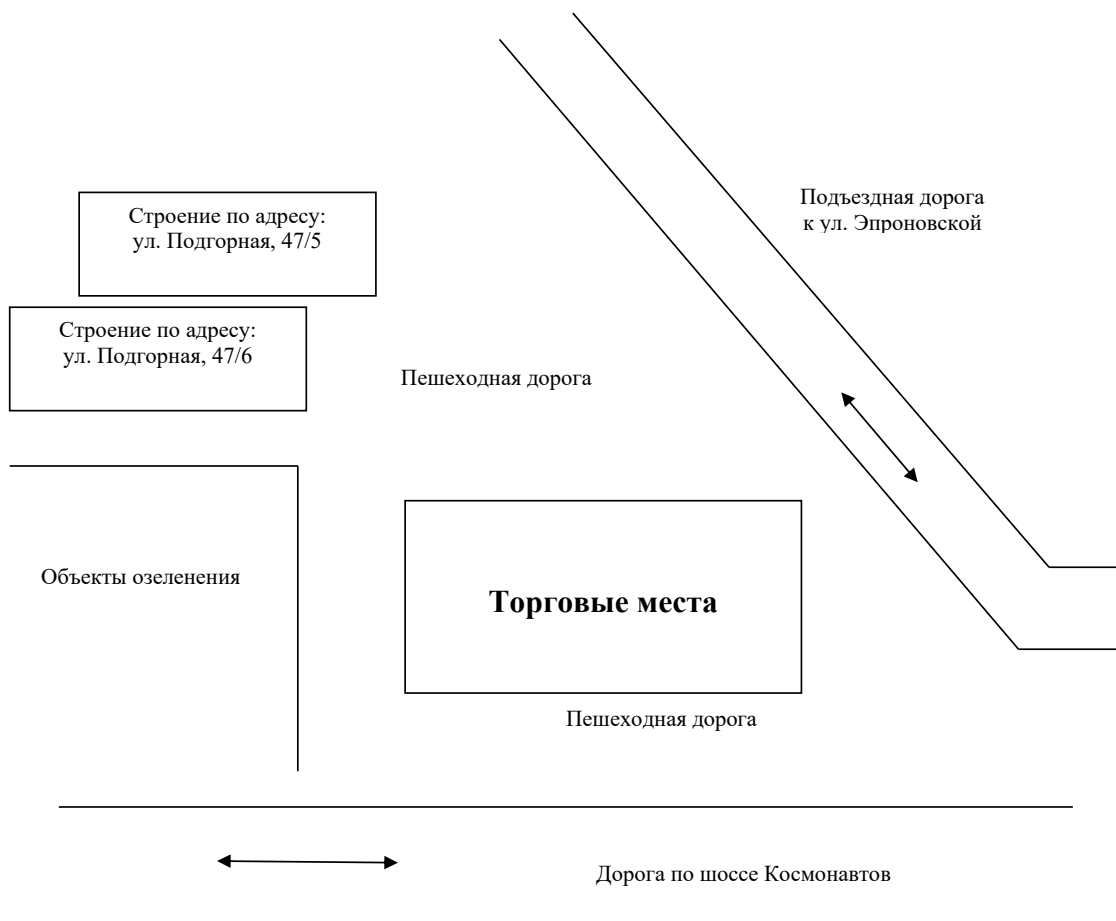 Подъездная дорога
к ул. Эпроновской
Строение по адресу:
ул. Подгорная, 47/5
Строение по адресу:
ул. Подгорная, 47/6
Пешеходная дорога
Объекты озеленения
Торговые места
Пешеходная дорога
Дорога по шоссе Космонавтов